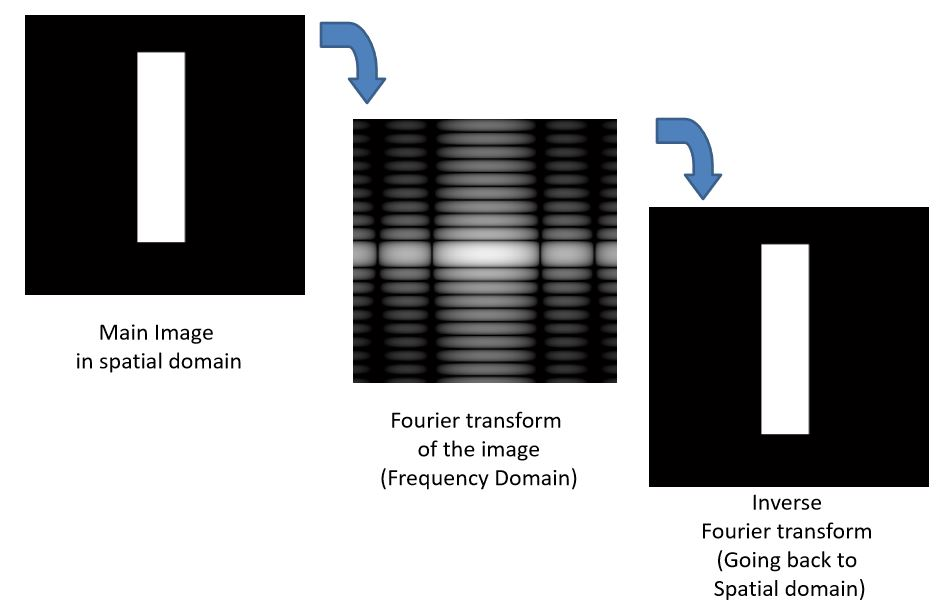 Main Image
in spatial domain
Fourier transform
of the image
(Frequency Domain)
Inverse
Fourier transform
(Going back to
Spatial domain)